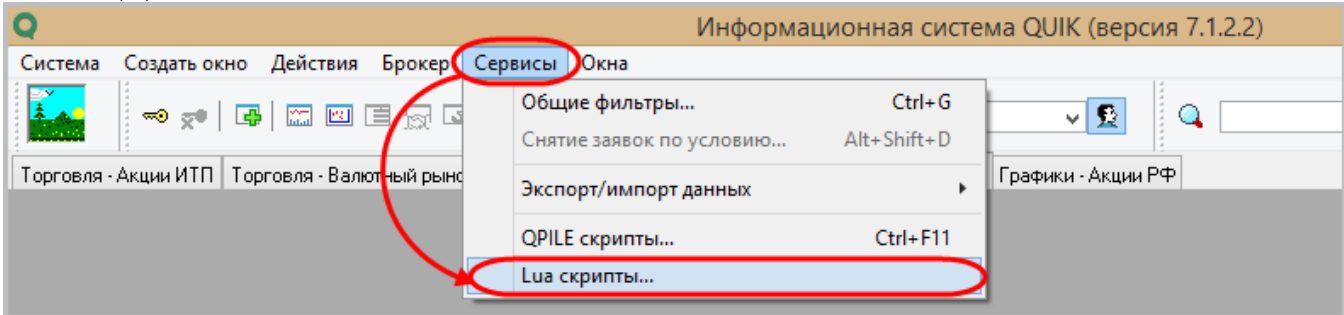 Информационная система QUIK (версия 7.1.2.2)
Система Создать окно Действия Брокер Сервисы Окна
Общие фильтры... Ctrl+G
Снятие заявок по условию... Alt+Shift+D
Торговля - Акции ИТП Торговля - Валютный Графики - Акции РФ
Экспорт/импорт данных
QPILE скрипты... Ctrl+F11
Lua скрипты...